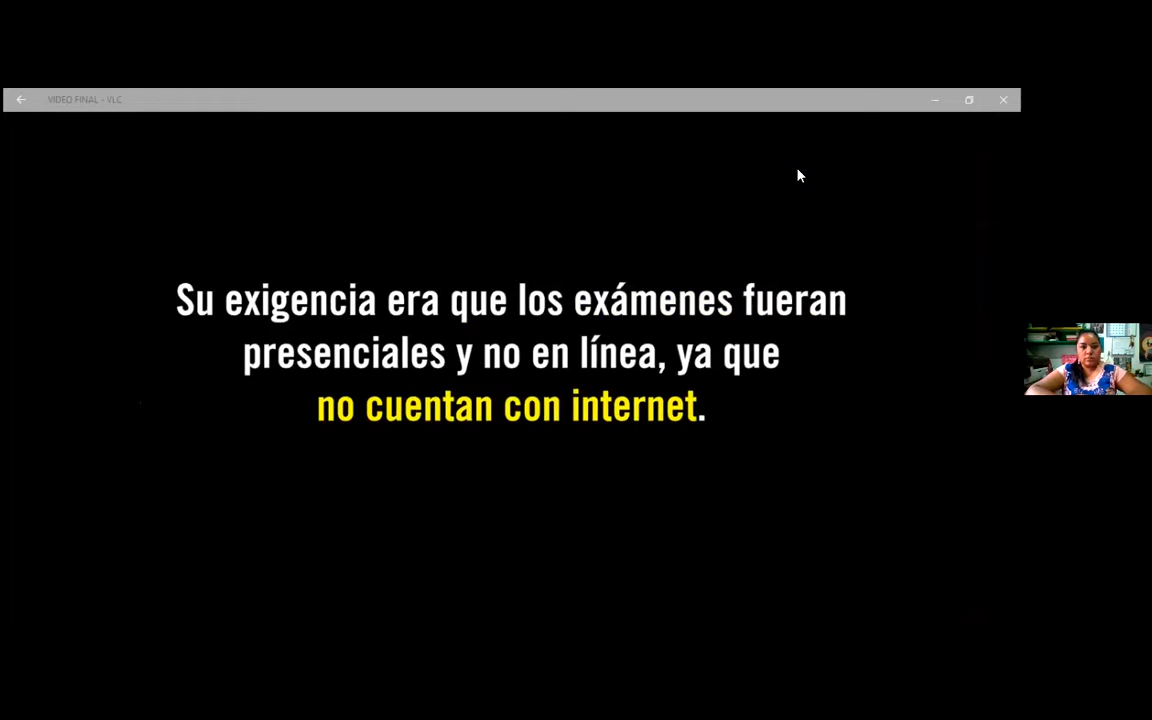 VIDEO FINAL - VLC
Su exigencia era que los exámenes fueran
presenciales y no en línea, ya que
no cuentan con internet.